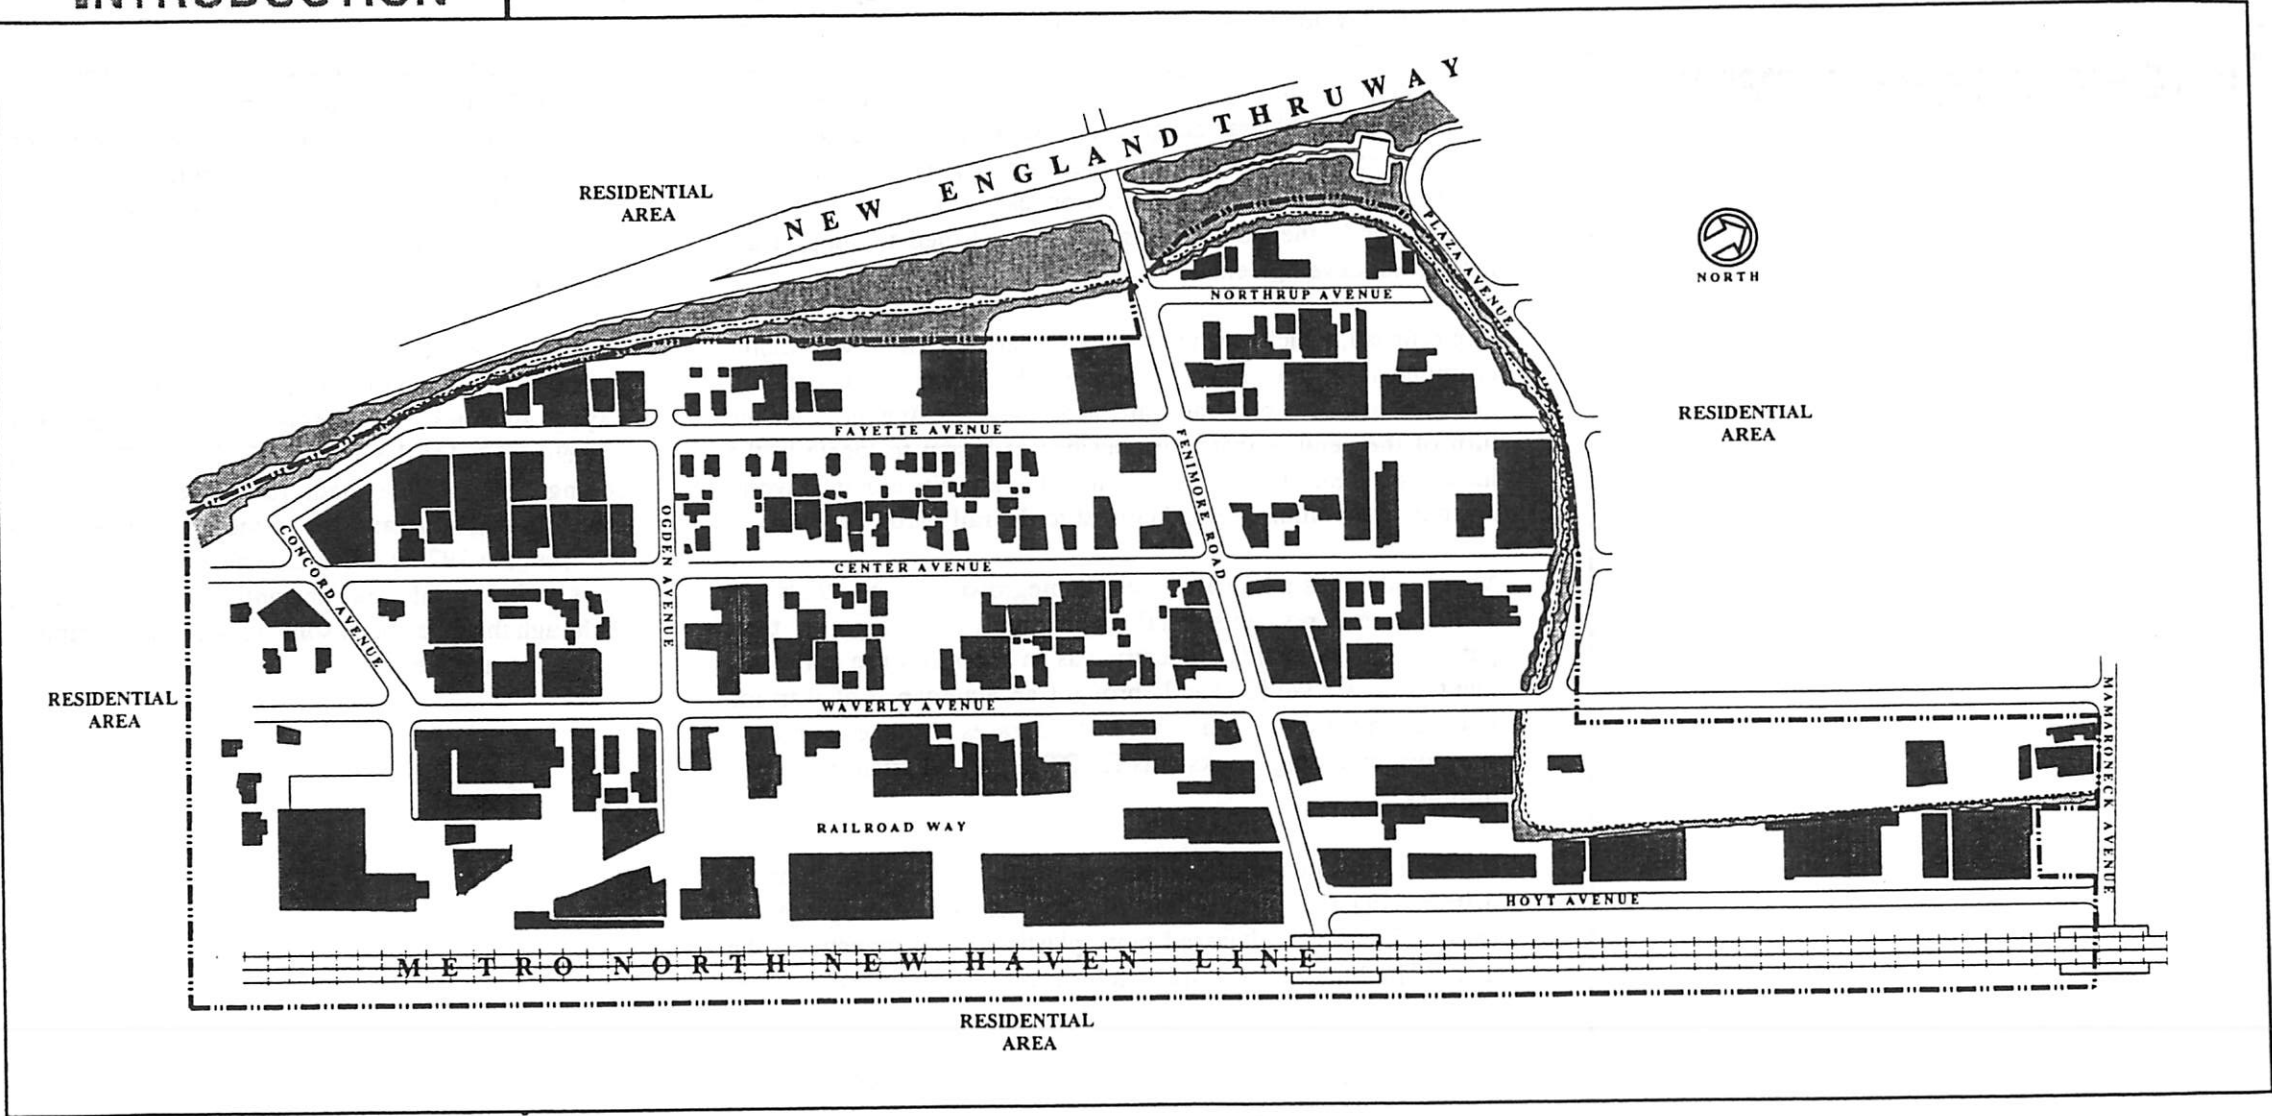 INTRODUCTION
NEW ENGLAND THRUWAY
RESIDENTIAL
AREA
PLAZA AVENUE
NORTH
NORTHRUP AVENUE
RESIDENTIAL
AREA
FAYETTE AVENUE
FENIMORE ROAD
OGDEN AVENUE
CONCORD AVENUE
CENTER AVENUE
RESIDENTIAL
AREA
WAVERLY AVENUE
MAMARONECK AVENUE
RAILROAD WAY
HOYT AVENUE
METRO NORTH NEW HAVEN LINE
RESIDENTIAL
AREA